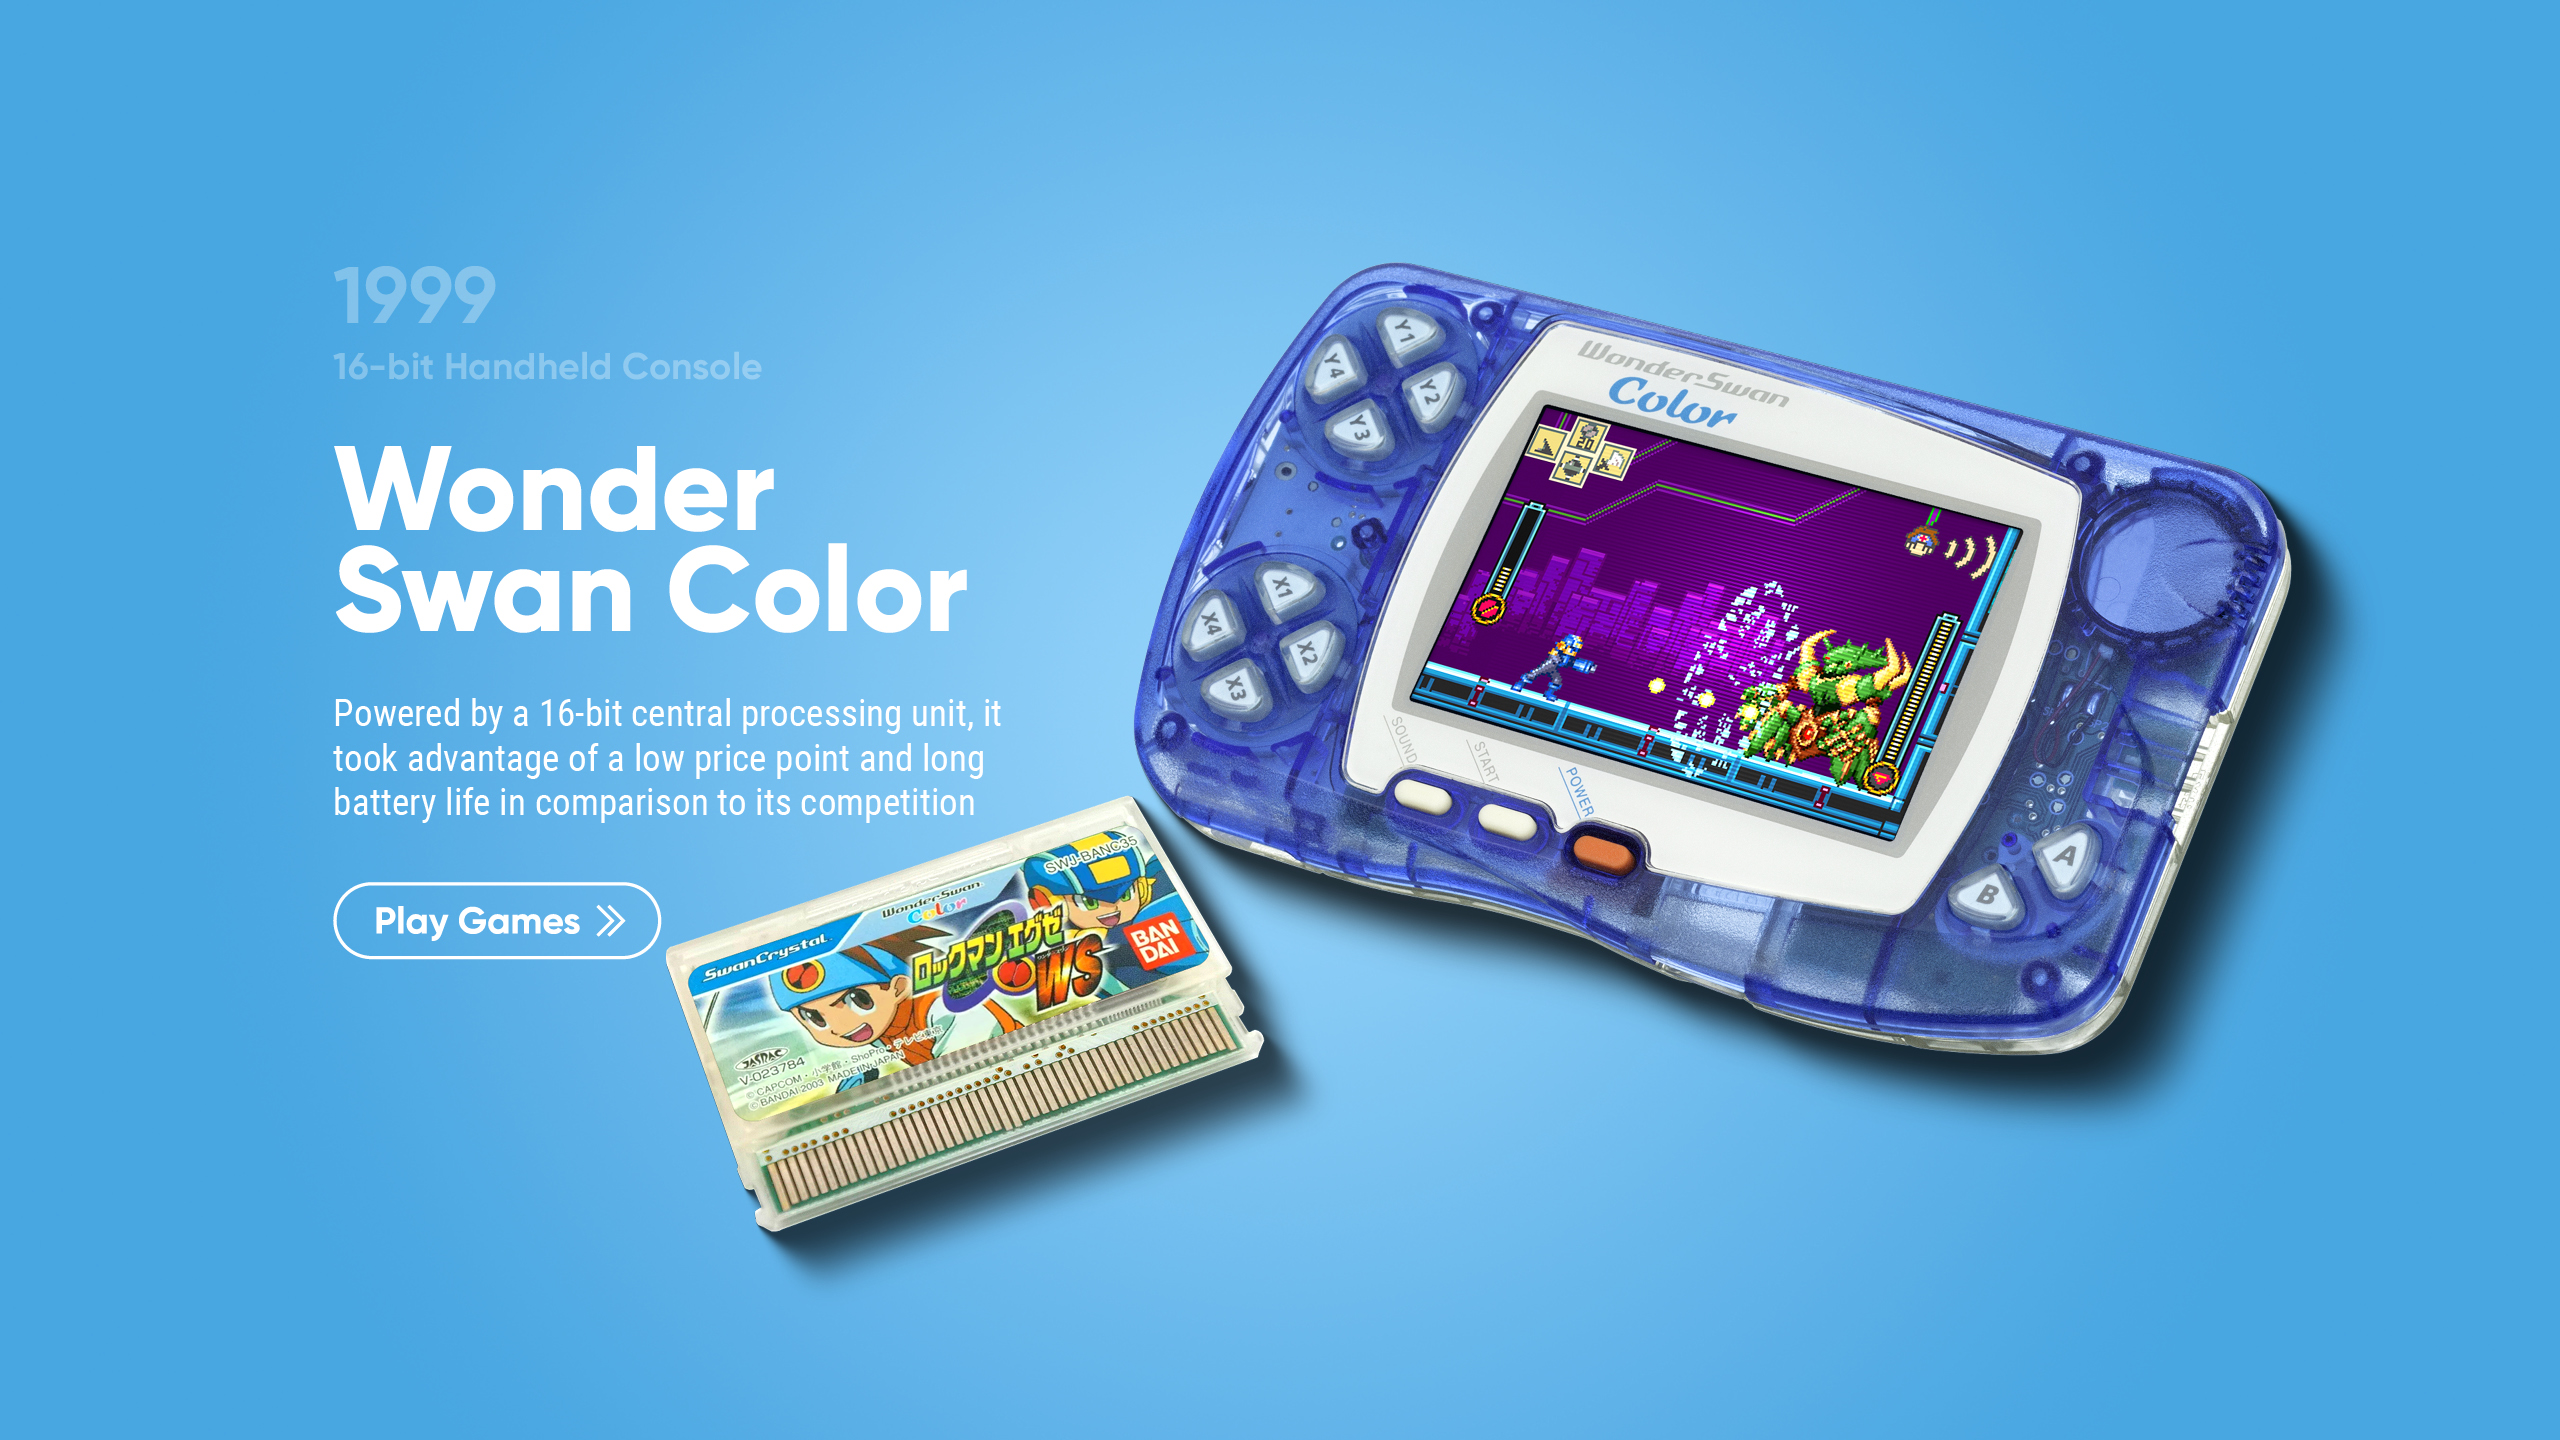 1999
16-bit Handheld Console
Wonder
Swan Color
Powered by a 16-bit central processing unit, it
took advantage of a low price point and long
battery life in comparison to its competition
Play Games
WonderSwan
Color
Y1
Y2
Y3
Y4
X1
X2
X3
X4
SOUND
START
POWER
A
B
SWJ-BANC35
WonderSwan
Color
SwanCrystal
ロックマン エグゼ
WS
BAN
DAI
JASRAC
V-023784
© CAPCOM・小学館・ShoPro・テレビ東京
© BANDAI 2003 MADE IN JAPAN